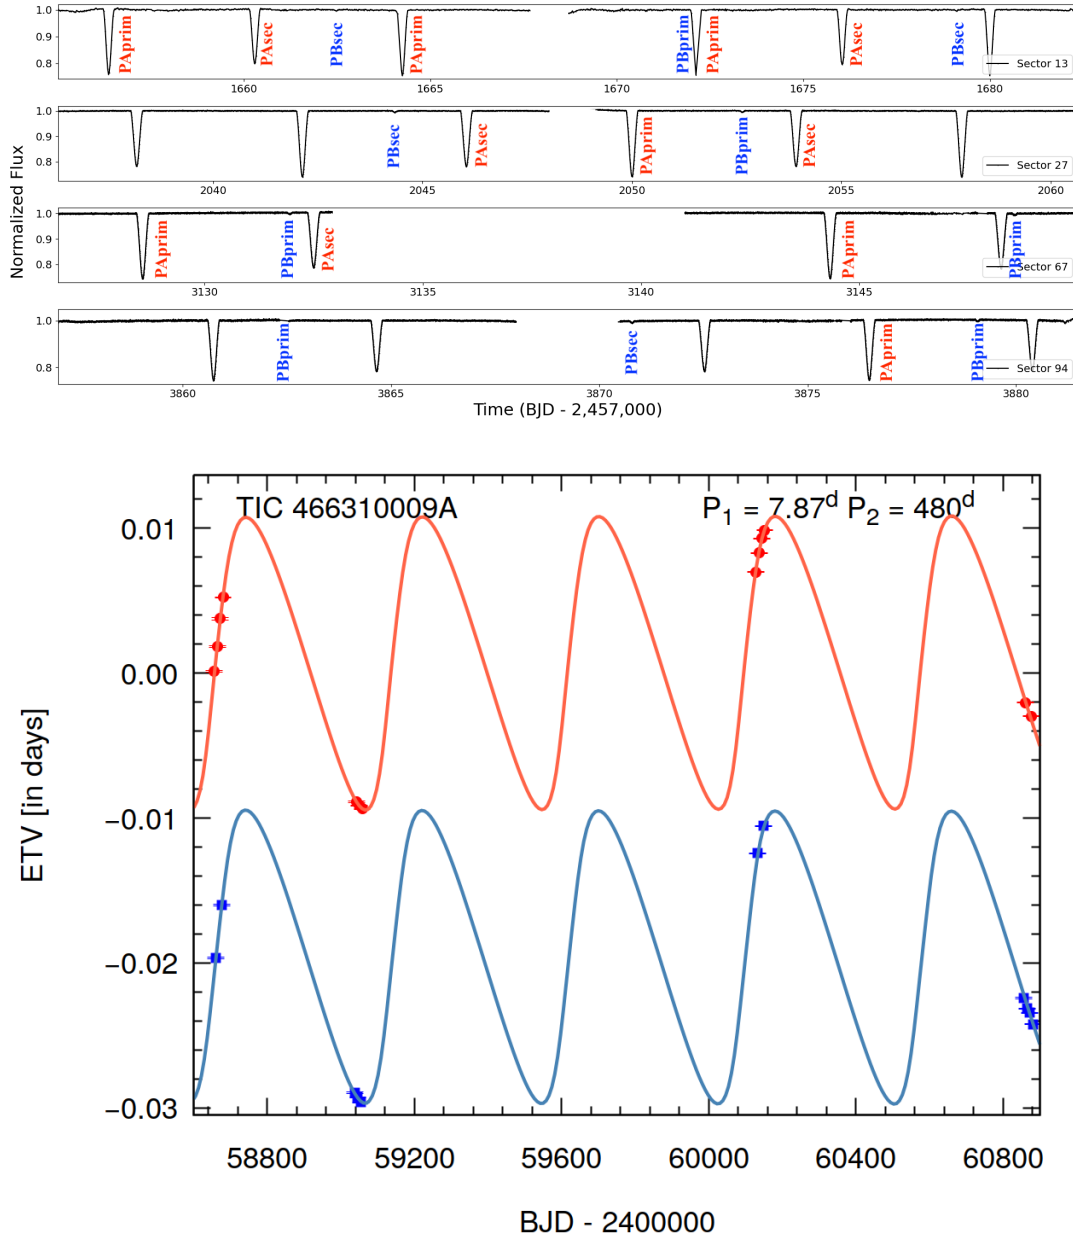 1.0
0.9
0.8
PAprim
PAsec
PBsec
PAprim
PBprim
PAprim
PAsec
PBsec
Sector 13
1660
1665
1670
1675
1680
1.0
0.9
0.8
PBsec
PAsec
PAprim
PBprim
PAsec
Sector 27
2040
2045
2050
2055
2060
Normalized Flux
1.0
0.9
0.8
PAprim
PBprim
PAsec
PAprim
PBprim
Sector 67
3130
3135
3140
3145
1.0
0.8
PBprim
PBsec
PAprim
PBprim
Sector 94
3860
3865
3870
3875
3880
Time (BJD - 2,457,000)
TIC 466310009A P₁ = 7.87ᵈ P₂ = 480ᵈ
0.01
0.00
−0.01
−0.02
−0.03
ETV [in days]
58800 59200 59600 60000 60400 60800
BJD - 2400000